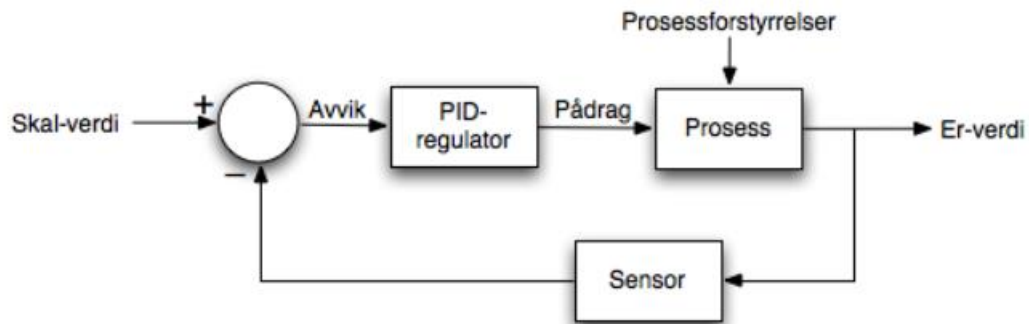 Prosessforstyrrelser
Skal-verdi
+
−
Avvik
PID-
regulator
Pådrag
Prosess
Er-verdi
Sensor